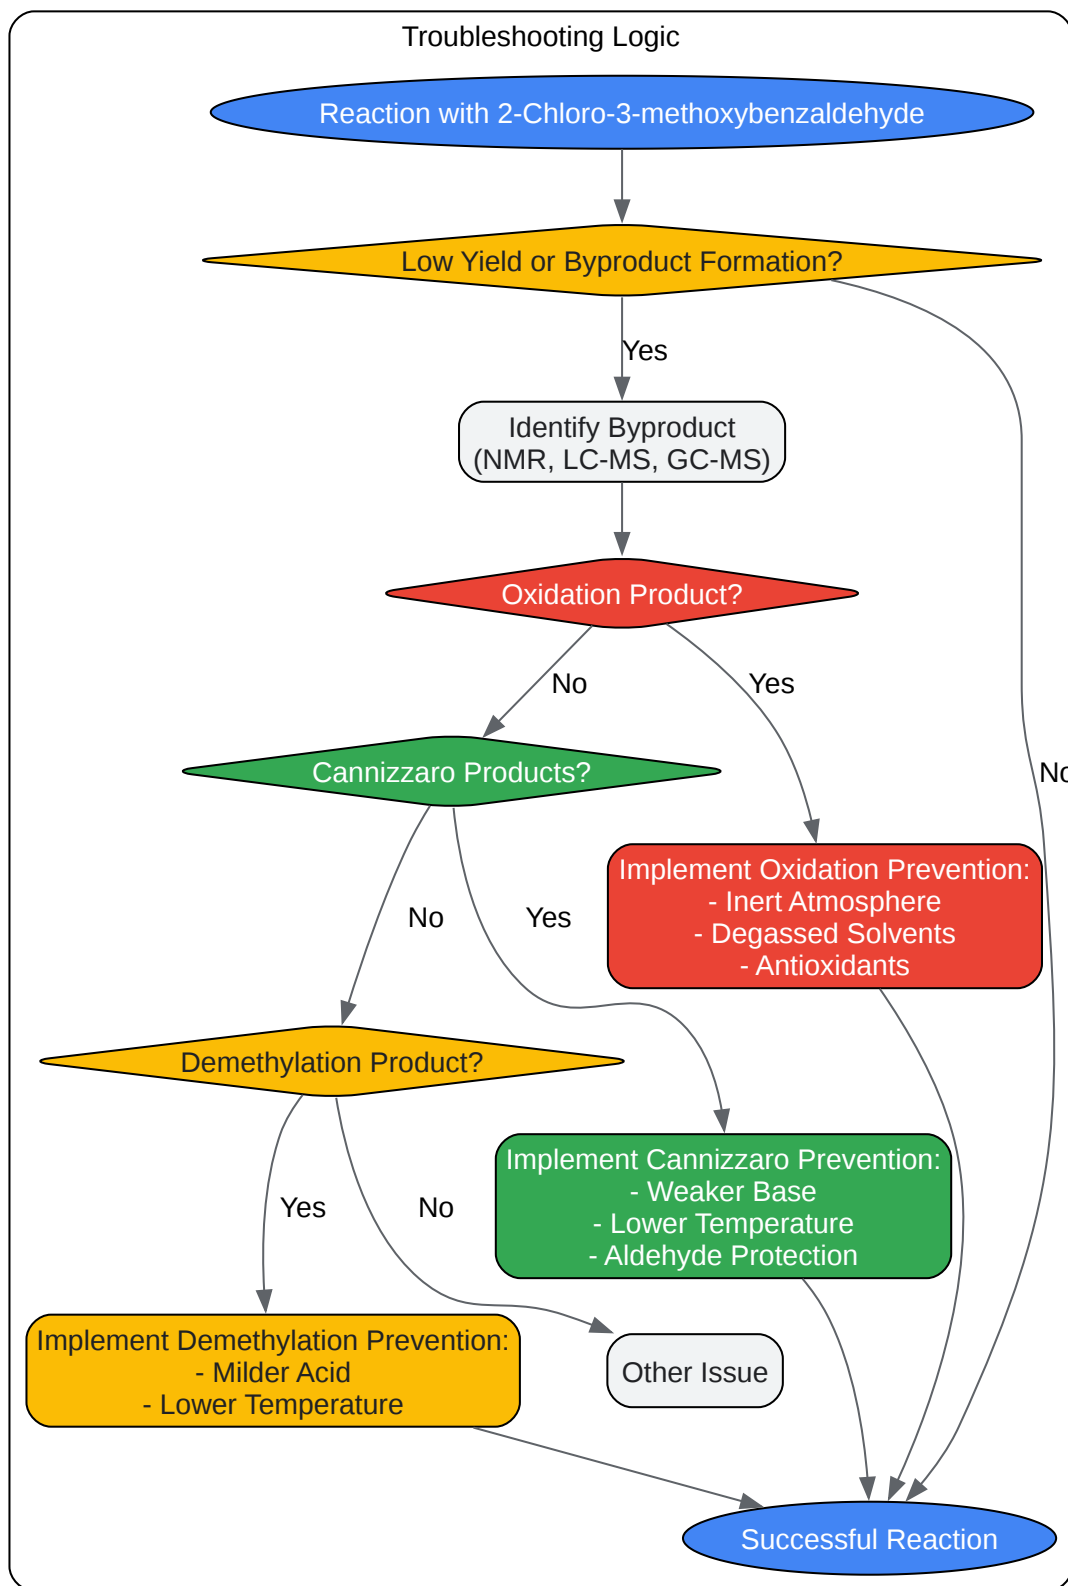 Troubleshooting Logic
Reaction with 2-Chloro-3-methoxybenzaldehyde
Low Yield or Byproduct Formation?
Yes
Identify Byproduct
(NMR, LC-MS, GC-MS)
Oxidation Product?
No
Yes
Cannizzaro Products?
No
Implement Oxidation Prevention:
- Inert Atmosphere
- Degassed Solvents
- Antioxidants
No
Yes
Demethylation Product?
Implement Cannizzaro Prevention:
- Weaker Base
- Lower Temperature
- Aldehyde Protection
Yes
No
Implement Demethylation Prevention:
- Milder Acid
- Lower Temperature
Other Issue
Successful Reaction